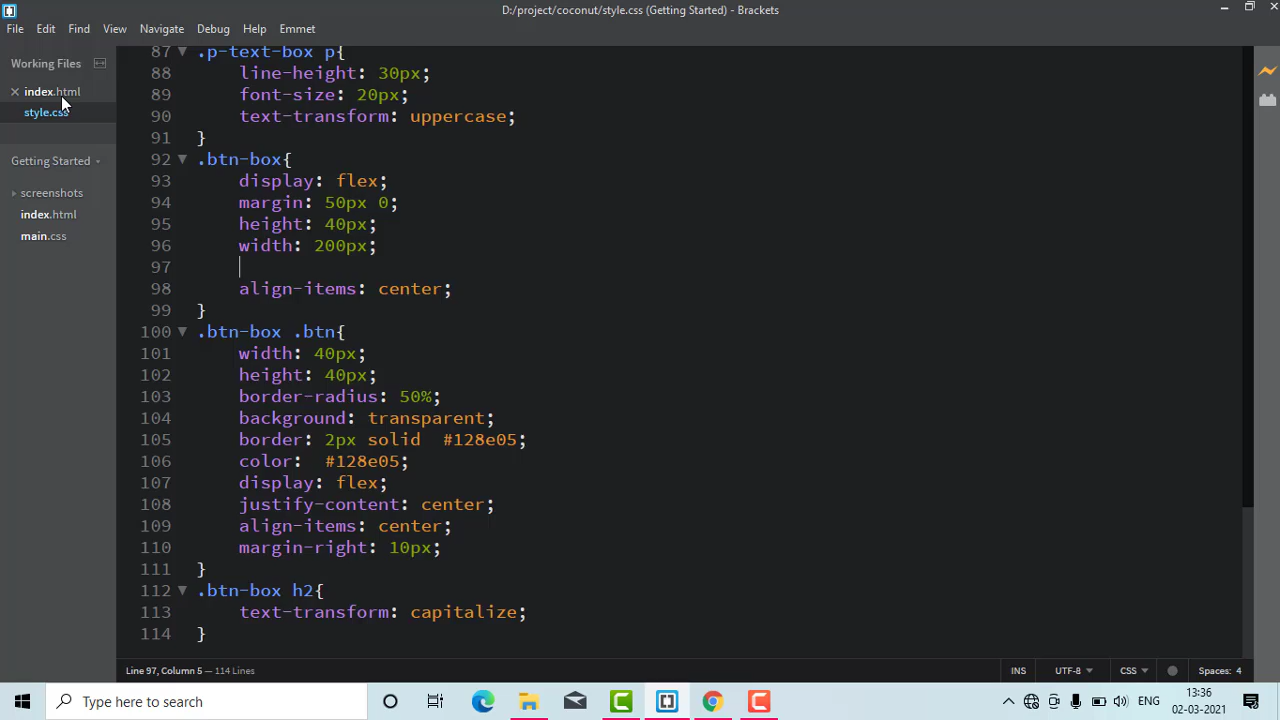 D:/project/coconut/style.css (Getting Started) - Brackets
File Edit Find View Navigate Debug Help Emmet
Working Files
index.html
style.css
Getting Started
screenshots
index.html
main.css
87 .p-text-box p{
88 line-height: 30px;
89 font-size: 20px;
90 text-transform: uppercase;
91 }
92 .btn-box{
93 display: flex;
94 margin: 50px 0;
95 height: 40px;
96 width: 200px;
97
98 align-items: center;
99 }
100 .btn-box .btn{
101 width: 40px;
102 height: 40px;
103 border-radius: 50%;
104 background: transparent;
105 border: 2px solid  #128e05;
106 color:  #128e05;
107 display: flex;
108 justify-content: center;
109 align-items: center;
110 margin-right: 10px;
111 }
112 .btn-box h2{
113 text-transform: capitalize;
114 }
Line 97, Column 5 — 114 Lines
INS UTF-8 CSS Spaces: 4
Type here to search
ENG
13:36
02-03-2021